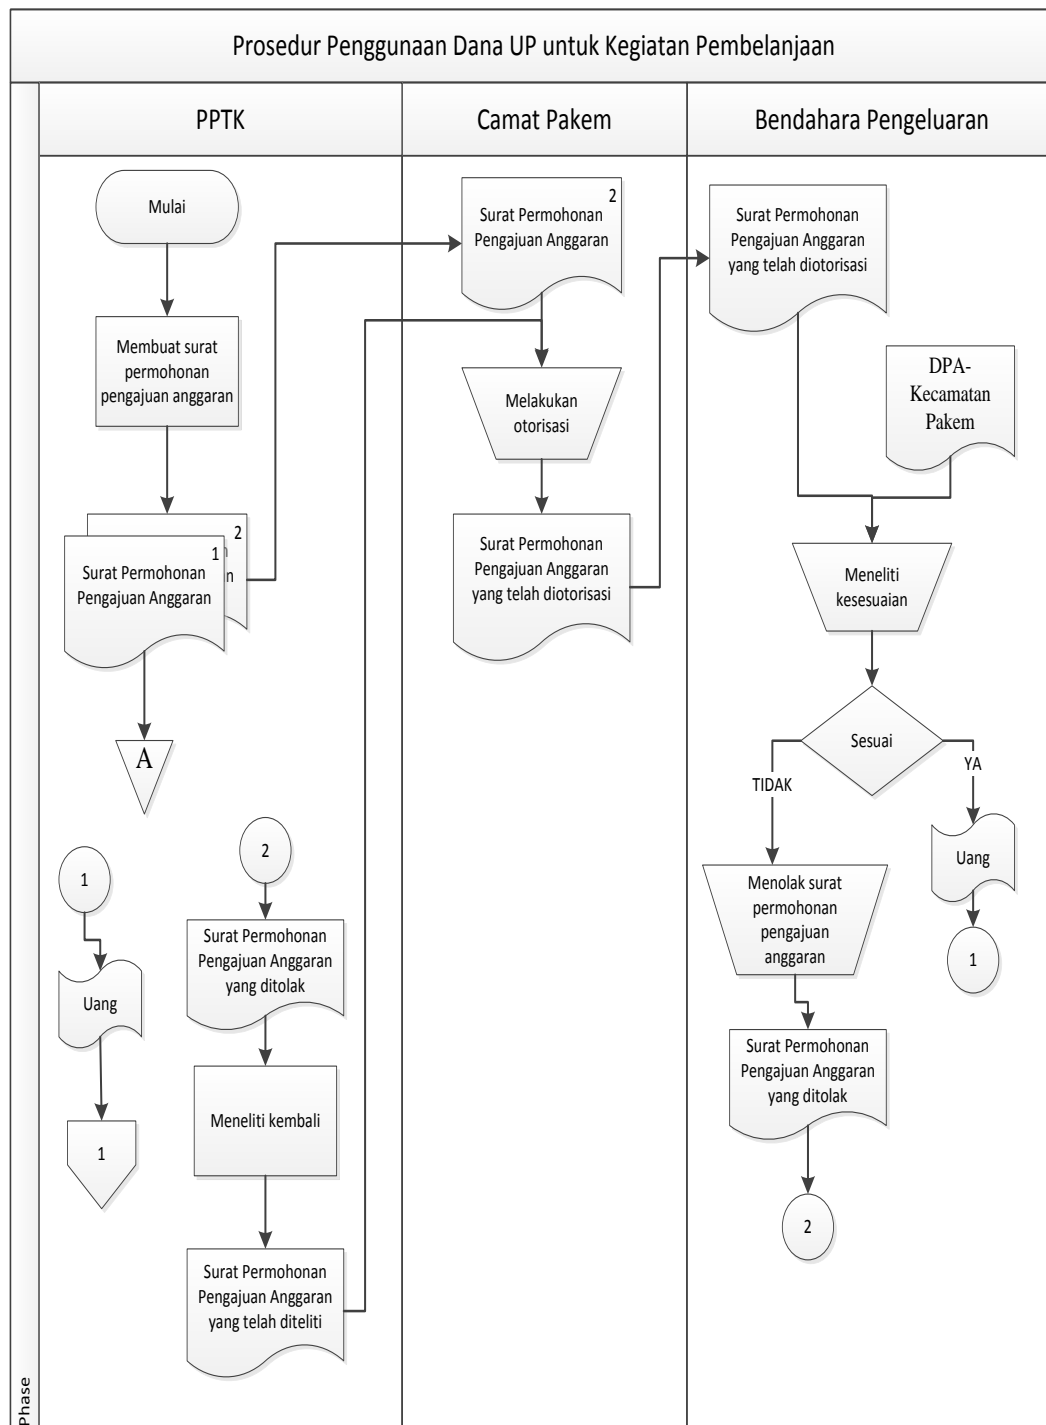 Prosedur Penggunaan Dana UP untuk Kegiatan Pembelanjaan
PPTK
Camat Pakem
Bendahara Pengeluaran
Mulai
Membuat surat
permohonan
pengajuan anggaran
2
n
n
1
Surat Permohonan
Pengajuan Anggaran
A
1
Uang
1
2
Surat Permohonan
Pengajuan Anggaran
yang ditolak
Meneliti kembali
Surat Permohonan
Pengajuan Anggaran
yang telah diteliti
2
Surat Permohonan
Pengajuan Anggaran
Melakukan
otorisasi
Surat Permohonan
Pengajuan Anggaran
yang telah diotorisasi
Surat Permohonan
Pengajuan Anggaran
yang telah diotorisasi
DPA-
Kecamatan
Pakem
Meneliti
kesesuaian
Sesuai
TIDAK
YA
Menolak surat
permohonan
pengajuan
anggaran
Uang
1
Surat Permohonan
Pengajuan Anggaran
yang ditolak
2
Phase